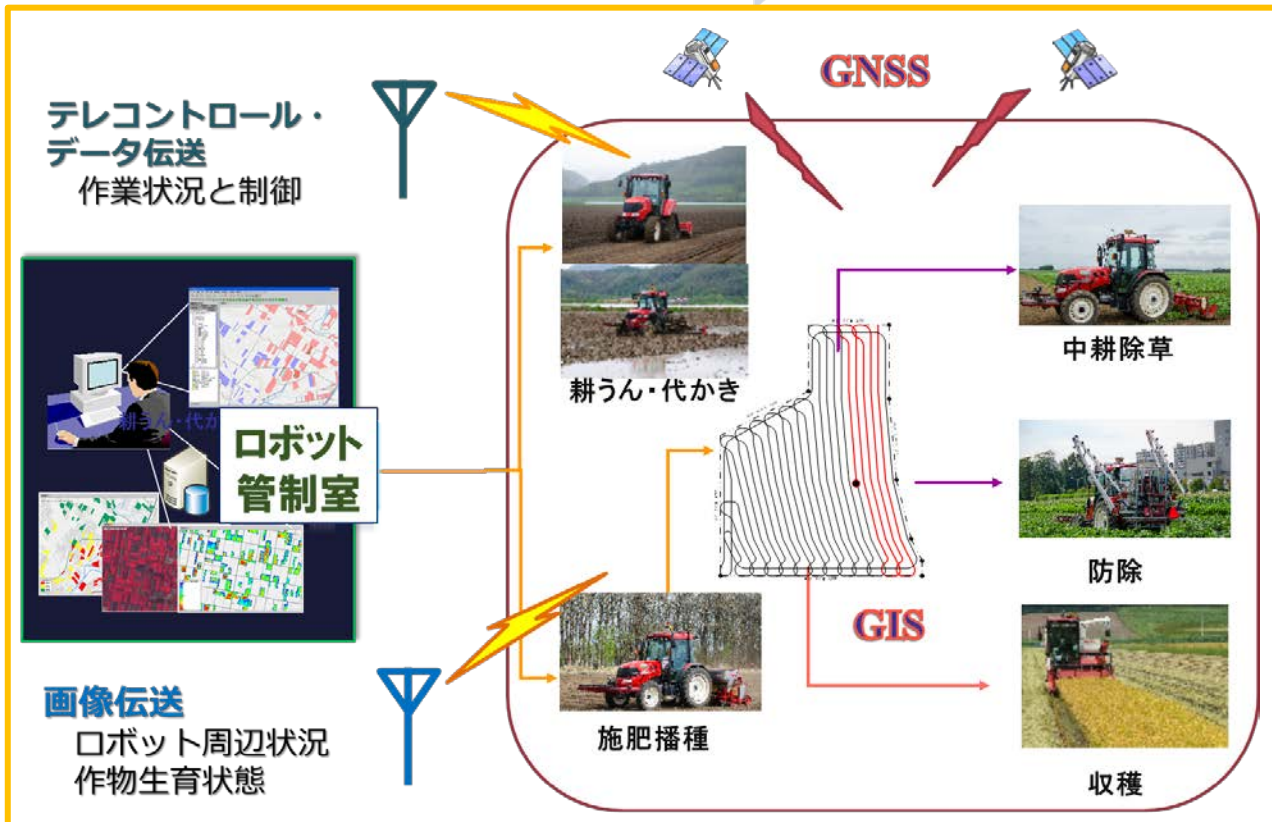 GNSS
テレコントロール・
データ伝送
作業状況と制御
耕うん・代かき
中耕除草
ロボット
管制室
防除
GIS
画像伝送
ロボット周辺状況
作物生育状態
施肥播種
収穫